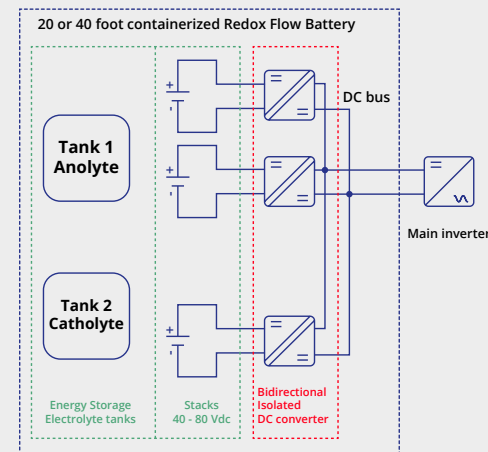 20 or 40 foot containerized Redox Flow Battery
DC bus
+
-
Tank 1
Anolyte
+
-
Main inverter
Tank 2
Catholyte
+
-
Energy Storage
Electrolyte tanks
Stacks
40 - 80 Vdc
Bidirectional
Isolated
DC converter